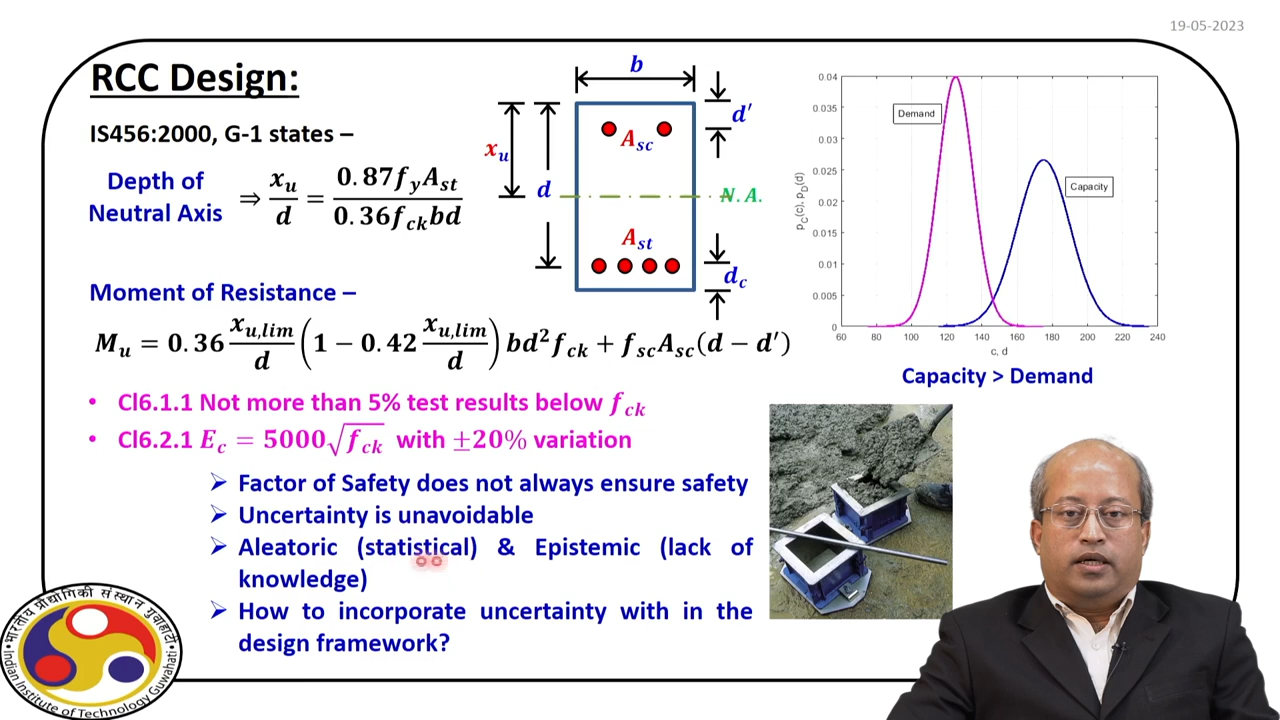 19-05-2023
RCC Design:
IS456:2000, G-1 states –
Depth of
Neutral Axis
⇒ x_u/d = 0.87f_yA_st/0.36f_ckbd
Moment of Resistance –
M_u = 0.36 x_u,lim/d (1 − 0.42 x_u,lim/d) bd²f_ck + f_scA_sc(d − d′)
• Cl6.1.1 Not more than 5% test results below f_ck
• Cl6.2.1 E_c = 5000√f_ck with ±20% variation
➢ Factor of Safety does not always ensure safety
➢ Uncertainty is unavoidable
➢ Aleatoric (statistical) & Epistemic (lack of
knowledge)
➢ How to incorporate uncertainty with in the
design framework?
b
d′
x_u
A_sc
d
N.A.
A_st
d_c
0.04
0.035
0.03
0.025
0.02
0.015
0.01
0.005
0
p_C(c), p_D(d)
Demand
Capacity
60 80 100 120 140 160 180 200 220 240
c, d
Capacity > Demand
भारतीय प्रौद्योगिकी संस्थान गुवाहाटी
Indian Institute of Technology Guwahati